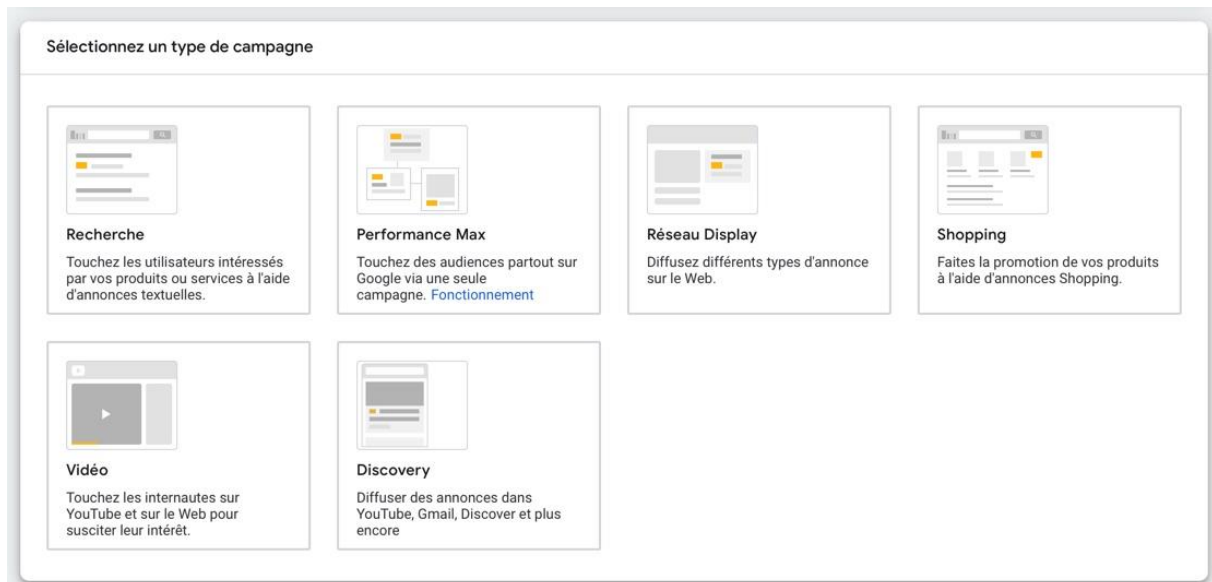 Sélectionnez un type de campagne
Recherche
Touchez les utilisateurs intéressés
par vos produits ou services à l'aide
d'annonces textuelles.
Performance Max
Touchez des audiences partout sur
Google via une seule
campagne. Fonctionnement
Réseau Display
Diffusez différents types d'annonce
sur le Web.
Shopping
Faites la promotion de vos produits
à l'aide d'annonces Shopping.
Vidéo
Touchez les internautes sur
YouTube et sur le Web pour
susciter leur intérêt.
Discovery
Diffuser des annonces dans
YouTube, Gmail, Discover et plus
encore